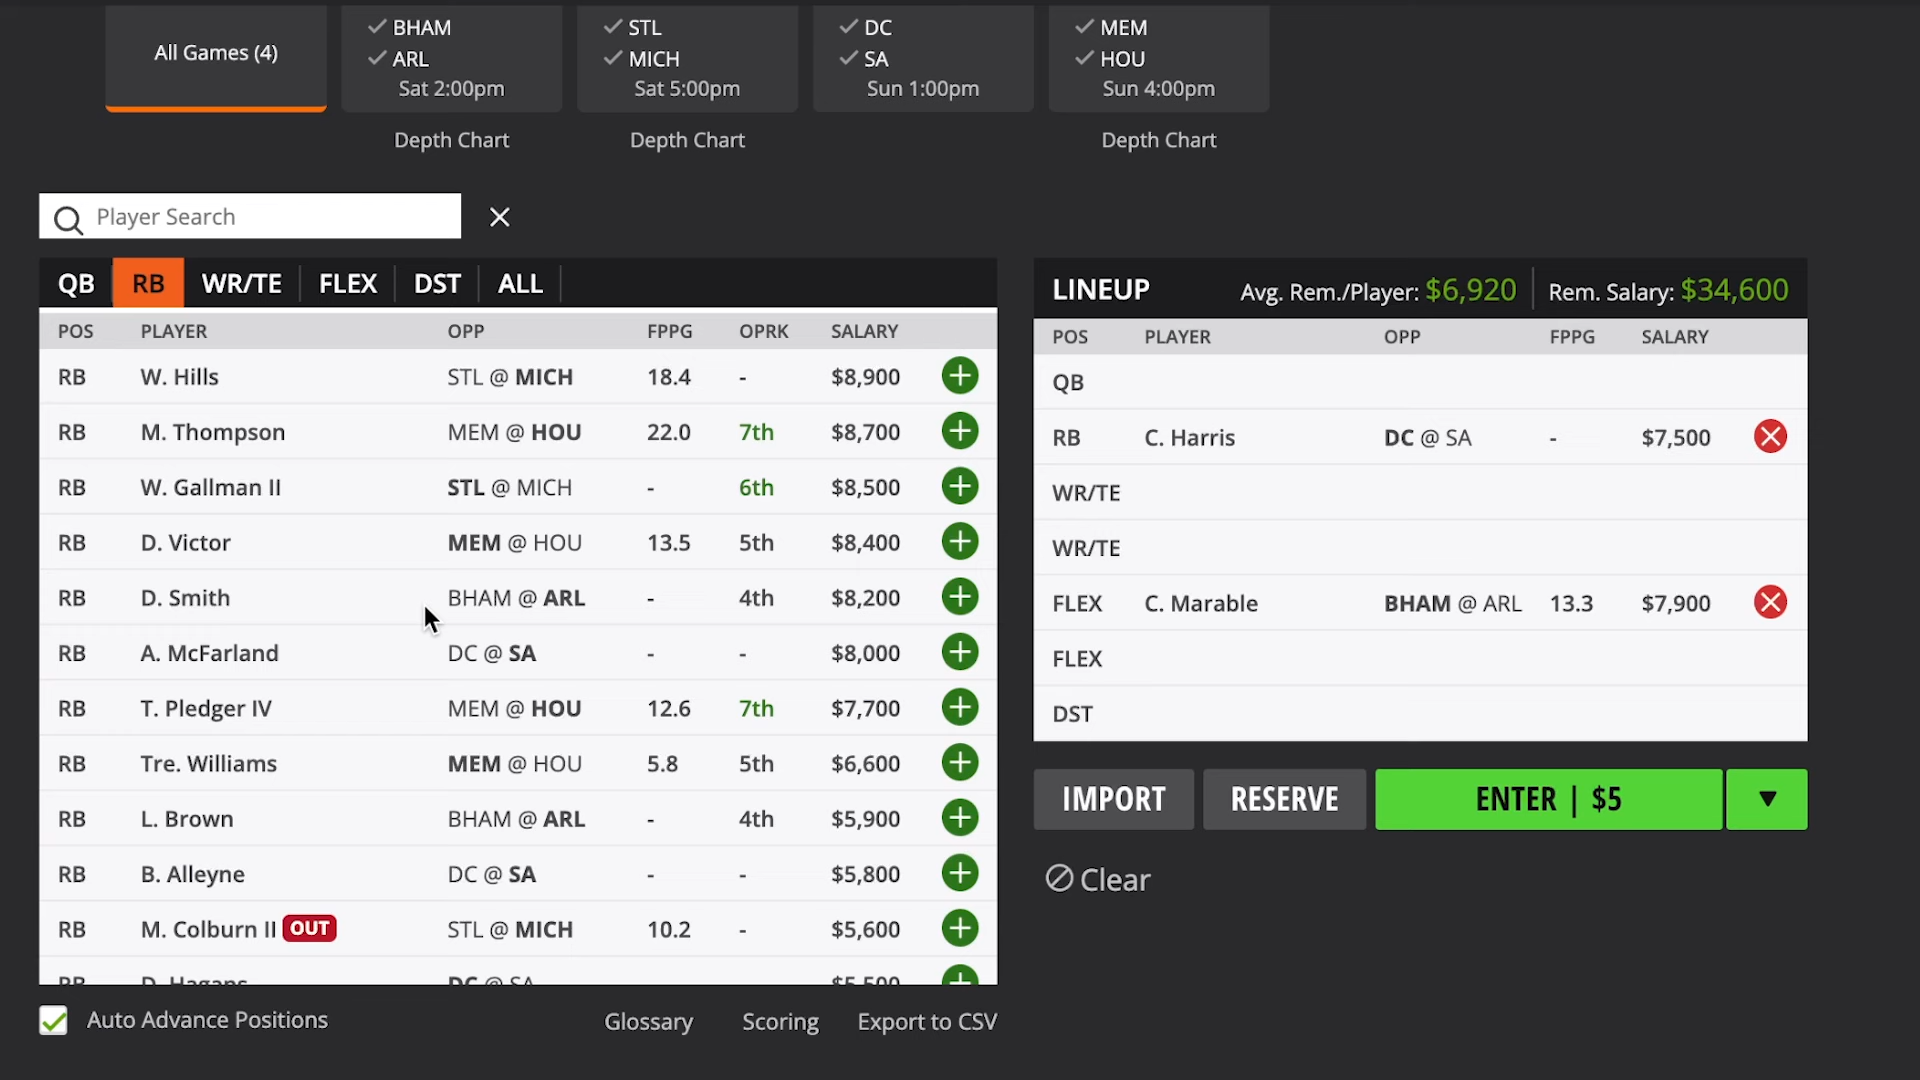 All Games (4)
BHAM
ARL
Sat 2:00pm
Depth Chart
STL
MICH
Sat 5:00pm
Depth Chart
DC
SA
Sun 1:00pm
MEM
HOU
Sun 4:00pm
Depth Chart
Player Search
QB RB WR/TE FLEX DST ALL
POS PLAYER OPP FPPG OPRK SALARY
RB W. Hills STL @ MICH 18.4 - $8,900
RB M. Thompson MEM @ HOU 22.0 7th $8,700
RB W. Gallman II STL @ MICH - 6th $8,500
RB D. Victor MEM @ HOU 13.5 5th $8,400
RB D. Smith BHAM @ ARL - 4th $8,200
RB A. McFarland DC @ SA - - $8,000
RB T. Pledger IV MEM @ HOU 12.6 7th $7,700
RB Tre. Williams MEM @ HOU 5.8 5th $6,600
RB L. Brown BHAM @ ARL - 4th $5,900
RB B. Alleyne DC @ SA - - $5,800
RB M. Colburn II OUT STL @ MICH 10.2 - $5,600
RB D. Hagans DC @ SA $5,500
Auto Advance Positions
Glossary Scoring Export to CSV
LINEUP Avg. Rem./Player: $6,920 Rem. Salary: $34,600
POS PLAYER OPP FPPG SALARY
QB
RB C. Harris DC @ SA - $7,500
WR/TE
WR/TE
FLEX C. Marable BHAM @ ARL 13.3 $7,900
FLEX
DST
IMPORT RESERVE ENTER | $5
Clear